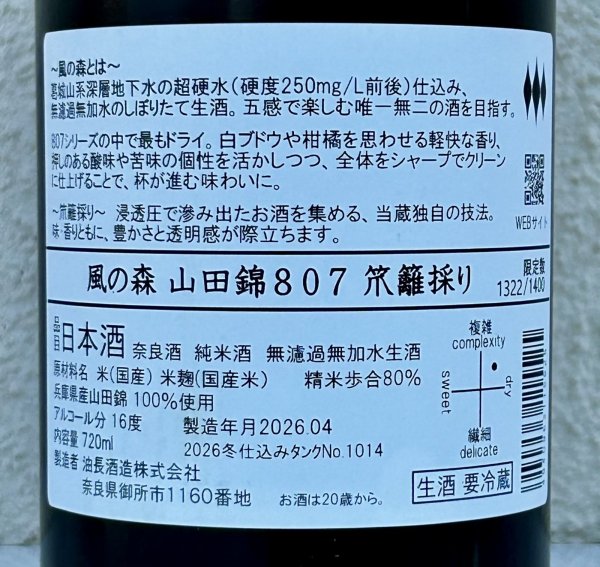 ～風の森とは～
葛城山系深層地下水の超硬水（硬度250mg/L前後）仕込み、
無濾過無加水のしぼりたて生酒。五感で楽しむ唯一無二の酒を目指す。
807シリーズの中で最もドライ。白ブドウや柑橘を思わせる軽快な香り、
押しのある酸味や苦味の個性を活かしつつ、全体をシャープでクリーン
に仕上げることで、杯が進む味わいに。
～笊籬採り～ 浸透圧で滲み出たお酒を集める、当蔵独自の技法。
味・香りともに、豊かさと透明感が際立ちます。
WEBサイト
風の森 山田錦807 笊籬採り
限定数
1322/1400
品目 日本酒 奈良酒 純米酒 無濾過無加水生酒
原材料名 米(国産) 米麹(国産米) 精米歩合80%
兵庫県産山田錦 100%使用
アルコール分 16度 製造年月2026.04
内容量 720ml 2026冬仕込みタンクNo.1014
製造者 油長酒造株式会社
奈良県御所市1160番地 お酒は20歳から。
複雑
complexity
sweet
dry
繊細
delicate
生酒 要冷蔵